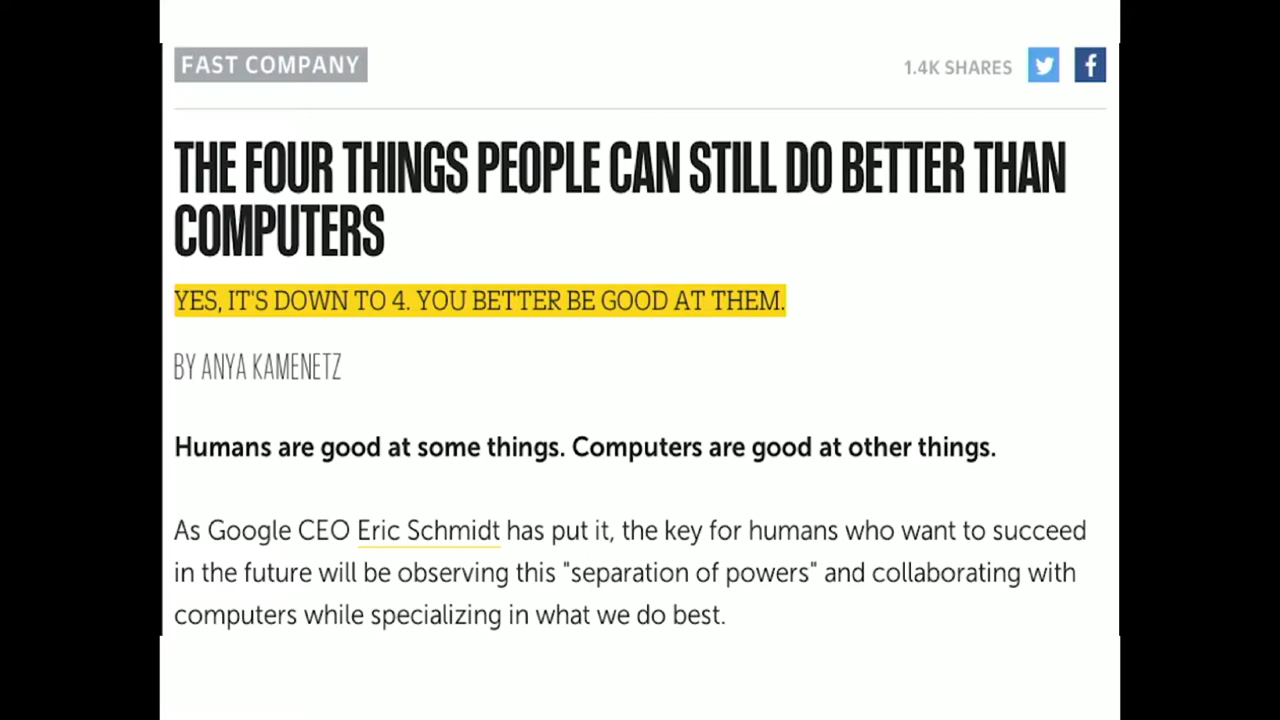 FAST COMPANY
1.4K SHARES
THE FOUR THINGS PEOPLE CAN STILL DO BETTER THAN
COMPUTERS
YES, IT'S DOWN TO 4. YOU BETTER BE GOOD AT THEM.
BY ANYA KAMENETZ
Humans are good at some things. Computers are good at other things.
As Google CEO Eric Schmidt has put it, the key for humans who want to succeed
in the future will be observing this "separation of powers" and collaborating with
computers while specializing in what we do best.